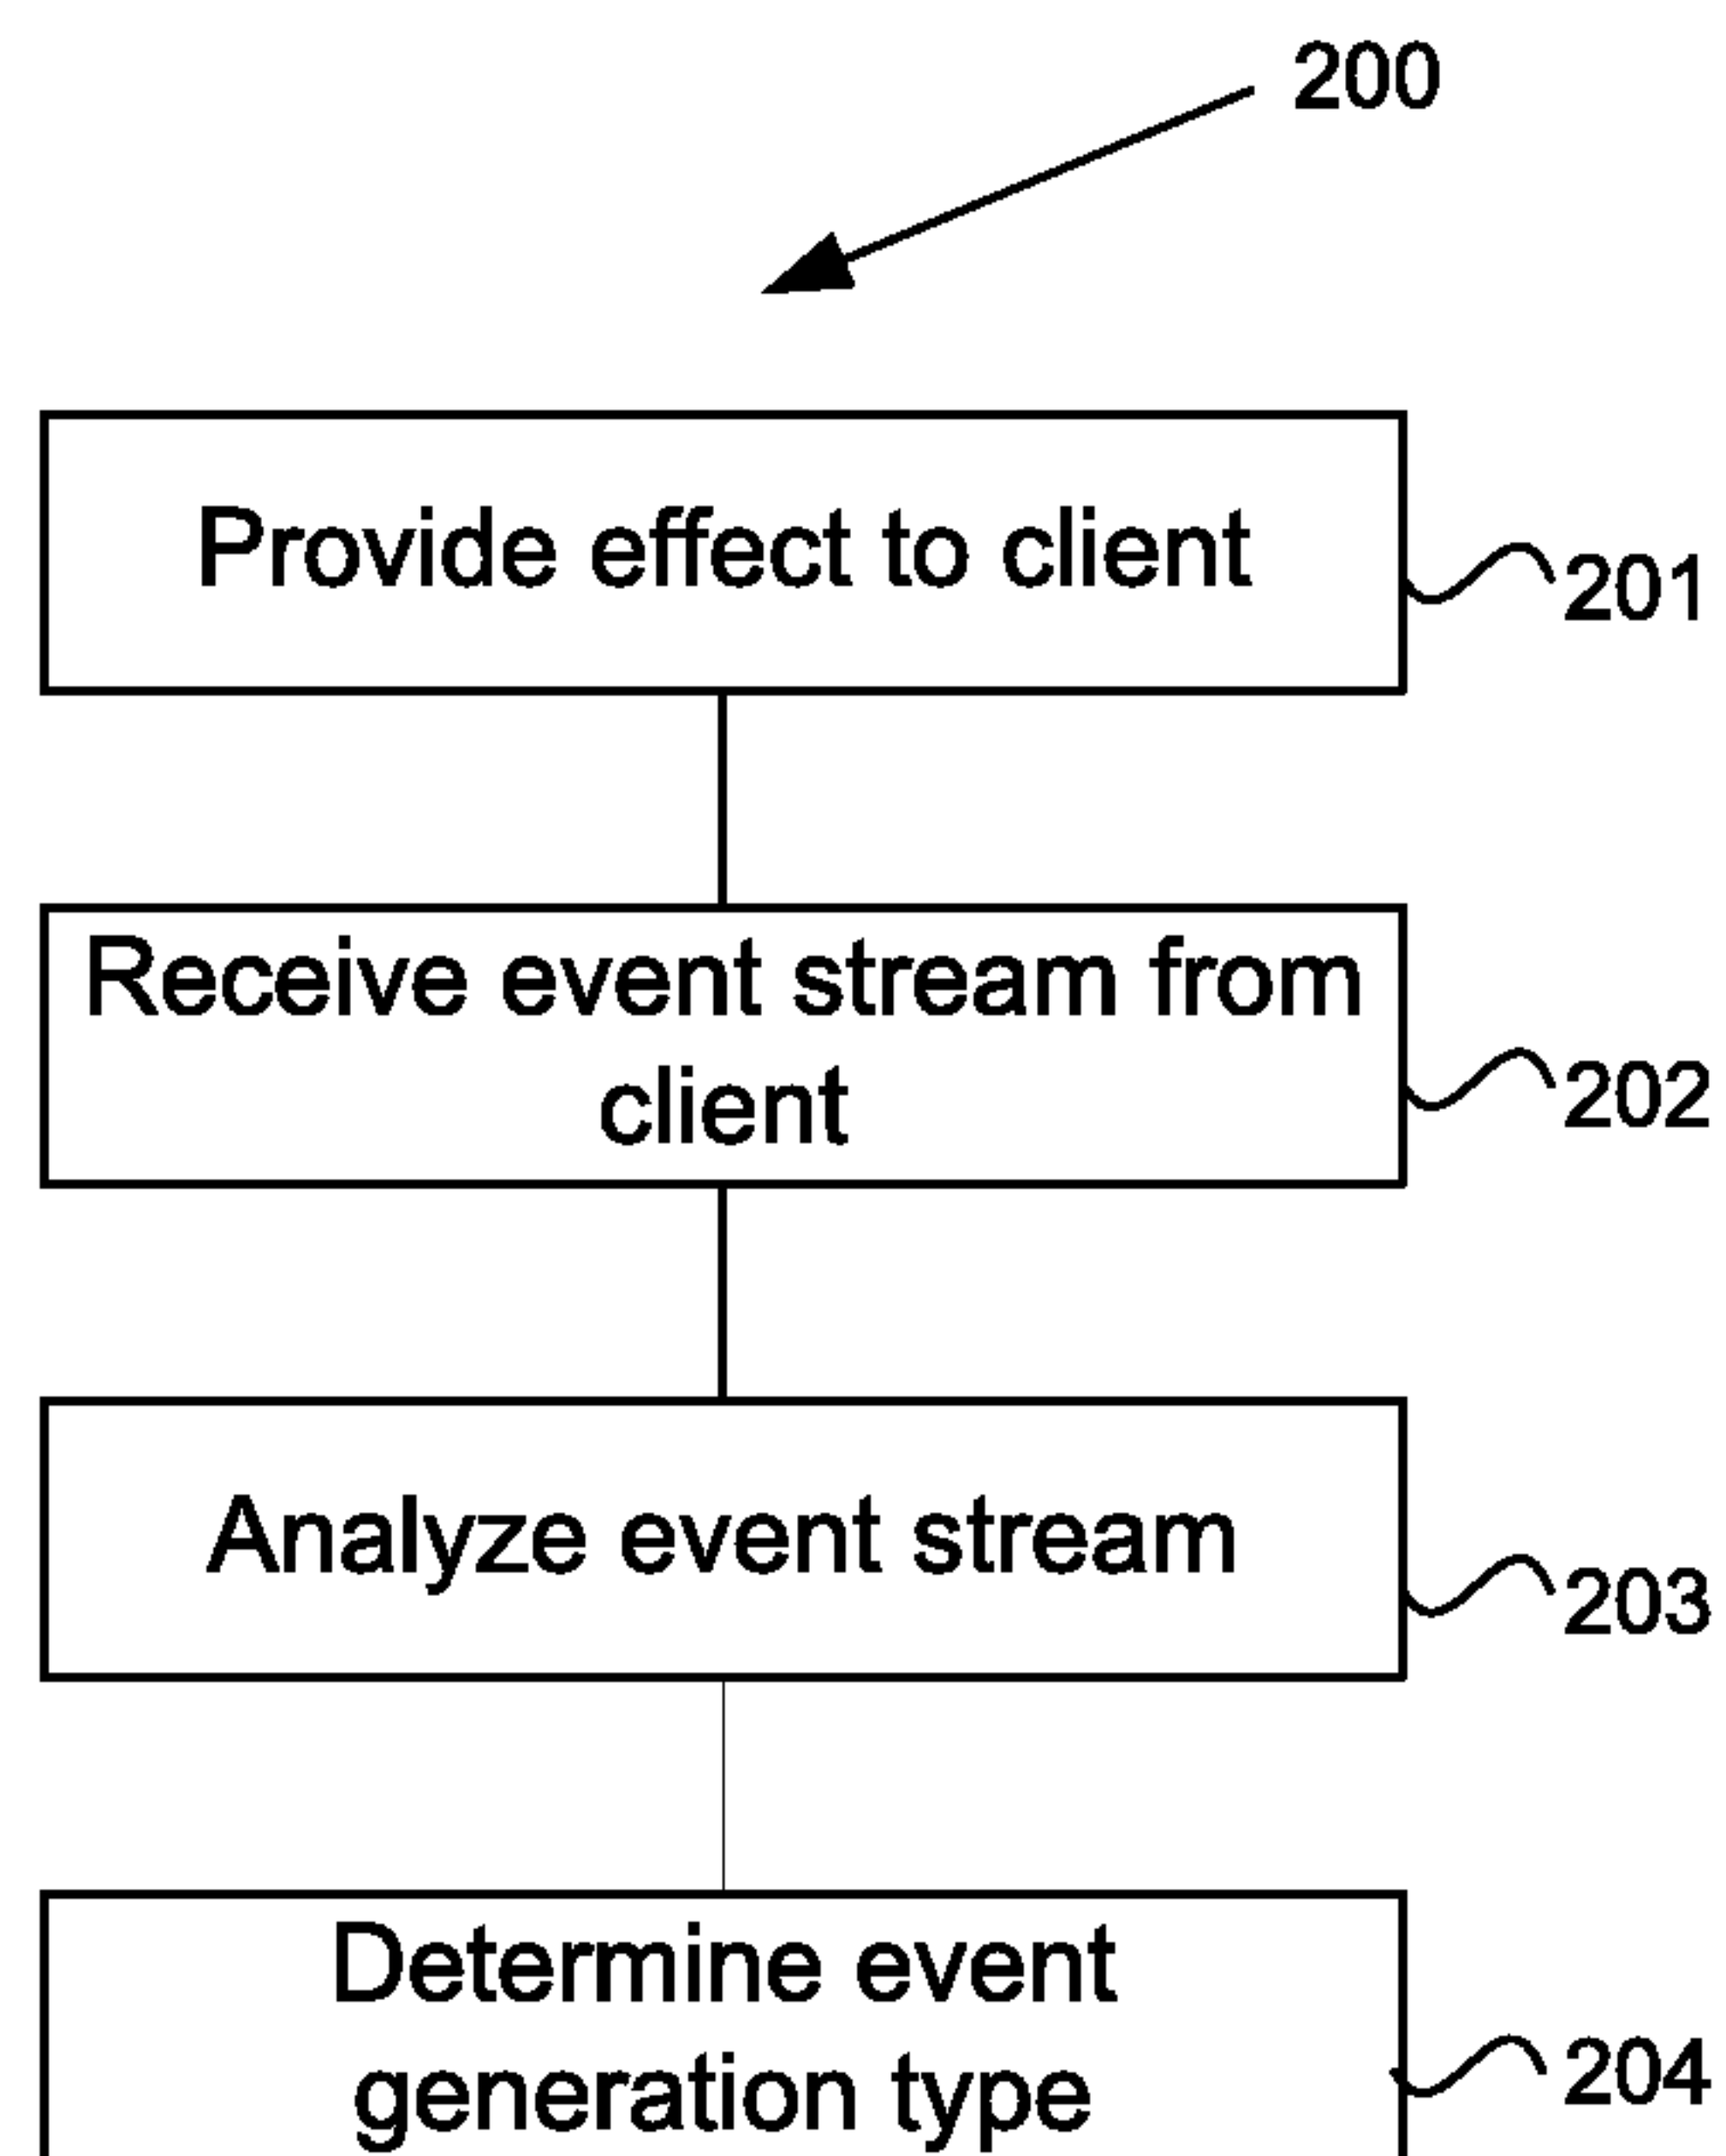 200
Provide effect to client
201
Receive event stream from
client
202
Analyze event stream
203
Determine event
generation type
204